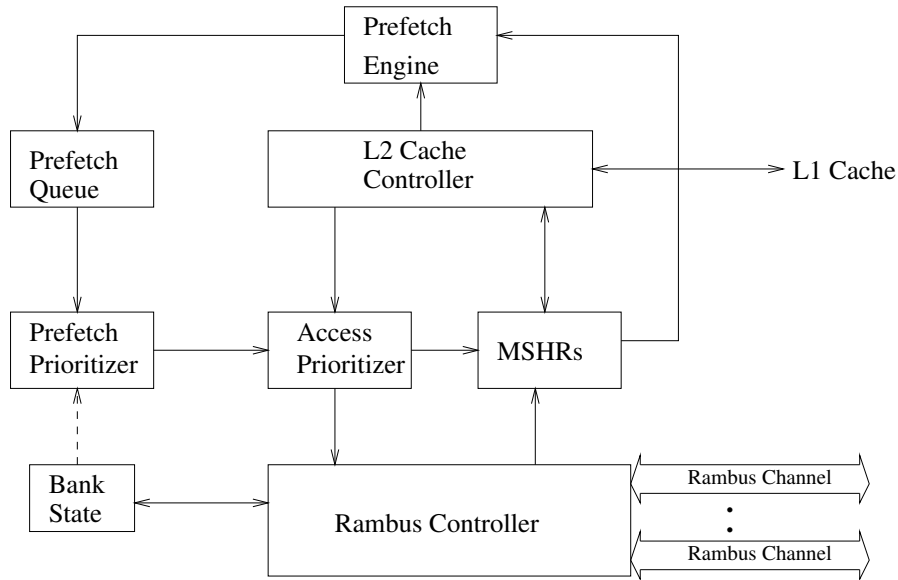 Prefetch
Engine
Prefetch
Queue
L2 Cache
Controller
L1 Cache
Prefetch
Prioritizer
Access
Prioritizer
MSHRs
Bank
State
Rambus Controller
Rambus Channel
Rambus Channel